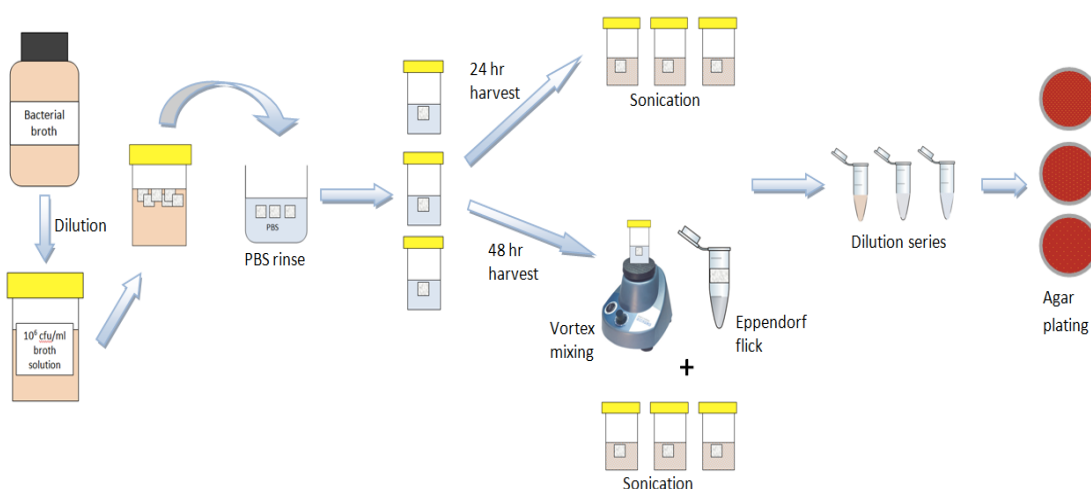 Bacterial
broth
Dilution
10⁶ cfu/ml
broth
solution
PBS
PBS rinse
24 hr
harvest
48 hr
harvest
Sonication
Vortex
mixing
Eppendorf
flick
+
Sonication
Dilution series
Agar
plating